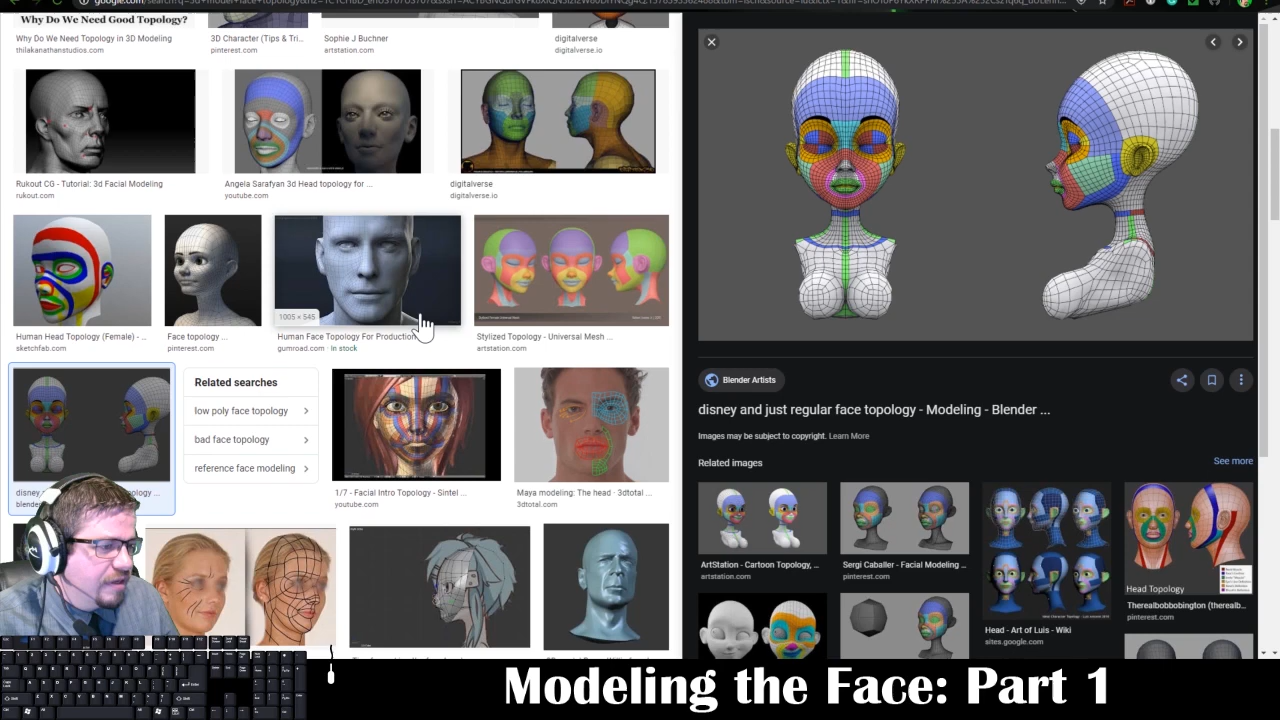 Why Do We Need Good Topology?
Why Do We Need Topology in 3D Modeling
thilakanathanstudios.com
3D Character (Tips & Tri...
pinterest.com
Sophie J Buchner
artstation.com
digitalverse
digitalverse.io
Rukout CG - Tutorial: 3d Facial Modeling
rukout.com
Angela Sarafyan 3d Head topology for ...
youtube.com
digitalverse
digitalverse.io
1005 × 545
Human Head Topology (Female) - ...
sketchfab.com
Face topology ...
pinterest.com
Human Face Topology For Production
gumroad.com · In stock
Stylized Topology - Universal Mesh ...
artstation.com
Related searches
low poly face topology
bad face topology
reference face modeling
1/7 - Facial Intro Topology - Sintel ...
youtube.com
Maya modeling: The head · 3dtotal ...
3dtotal.com
Blender Artists
disney and just regular face topology - Modeling - Blender ...
Images may be subject to copyright. Learn More
Related images
See more
ArtStation - Cartoon Topology, ...
artstation.com
Sergi Caballer - Facial Modeling ...
pinterest.com
Head - Art of Luis - Wiki
sites.google.com
Head Topology
Therealbobbobington (therealb...
pinterest.com
Modeling the Face: Part 1